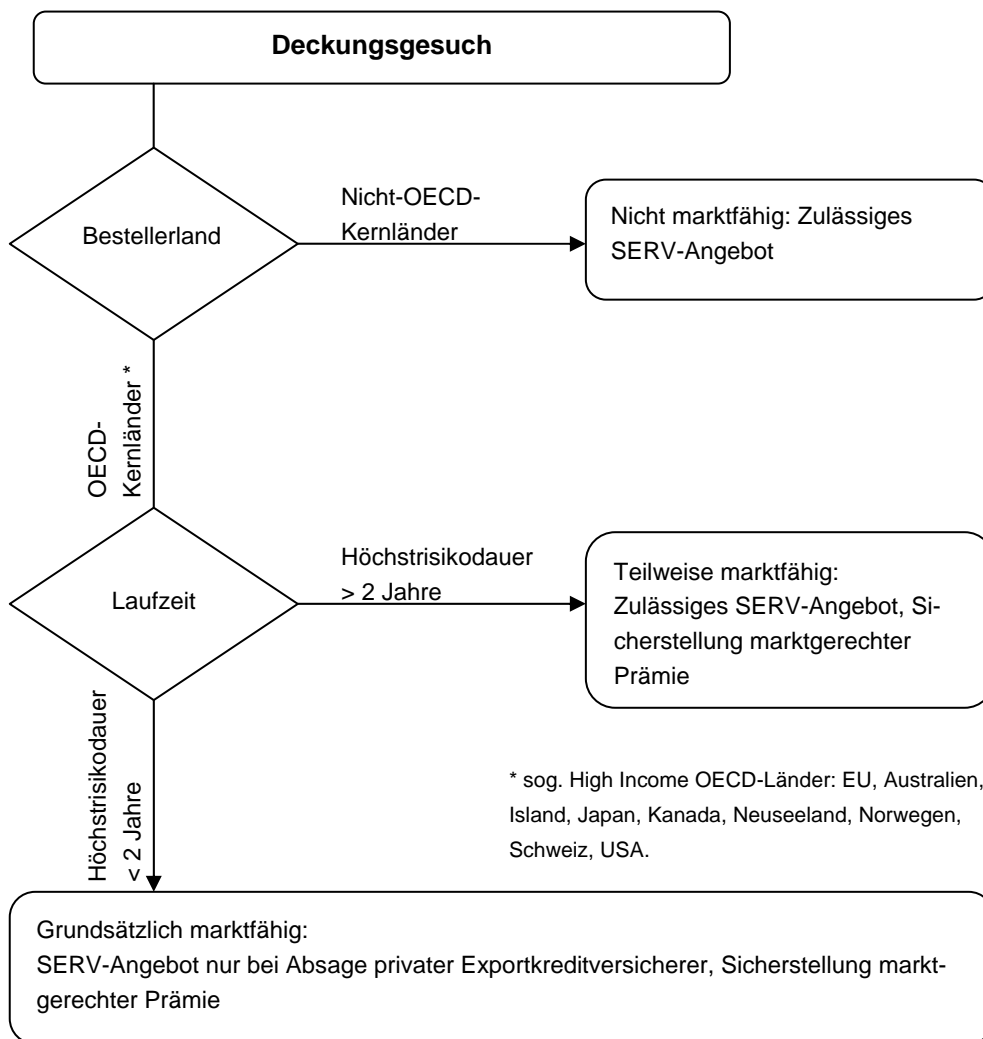 Deckungsgesuch
Bestellerland
Nicht-OECD-
Kernländer
Nicht marktfähig: Zulässiges
SERV-Angebot
OECD-
Kernländer *
Laufzeit
Höchstrisikodauer
> 2 Jahre
Teilweise marktfähig:
Zulässiges SERV-Angebot, Si-
cherstellung marktgerechter
Prämie
Höchstrisikodauer
< 2 Jahre
* sog. High Income OECD-Länder: EU, Australien,
Island, Japan, Kanada, Neuseeland, Norwegen,
Schweiz, USA.
Grundsätzlich marktfähig:
SERV-Angebot nur bei Absage privater Exportkreditversicherer, Sicherstellung markt-
gerechter Prämie